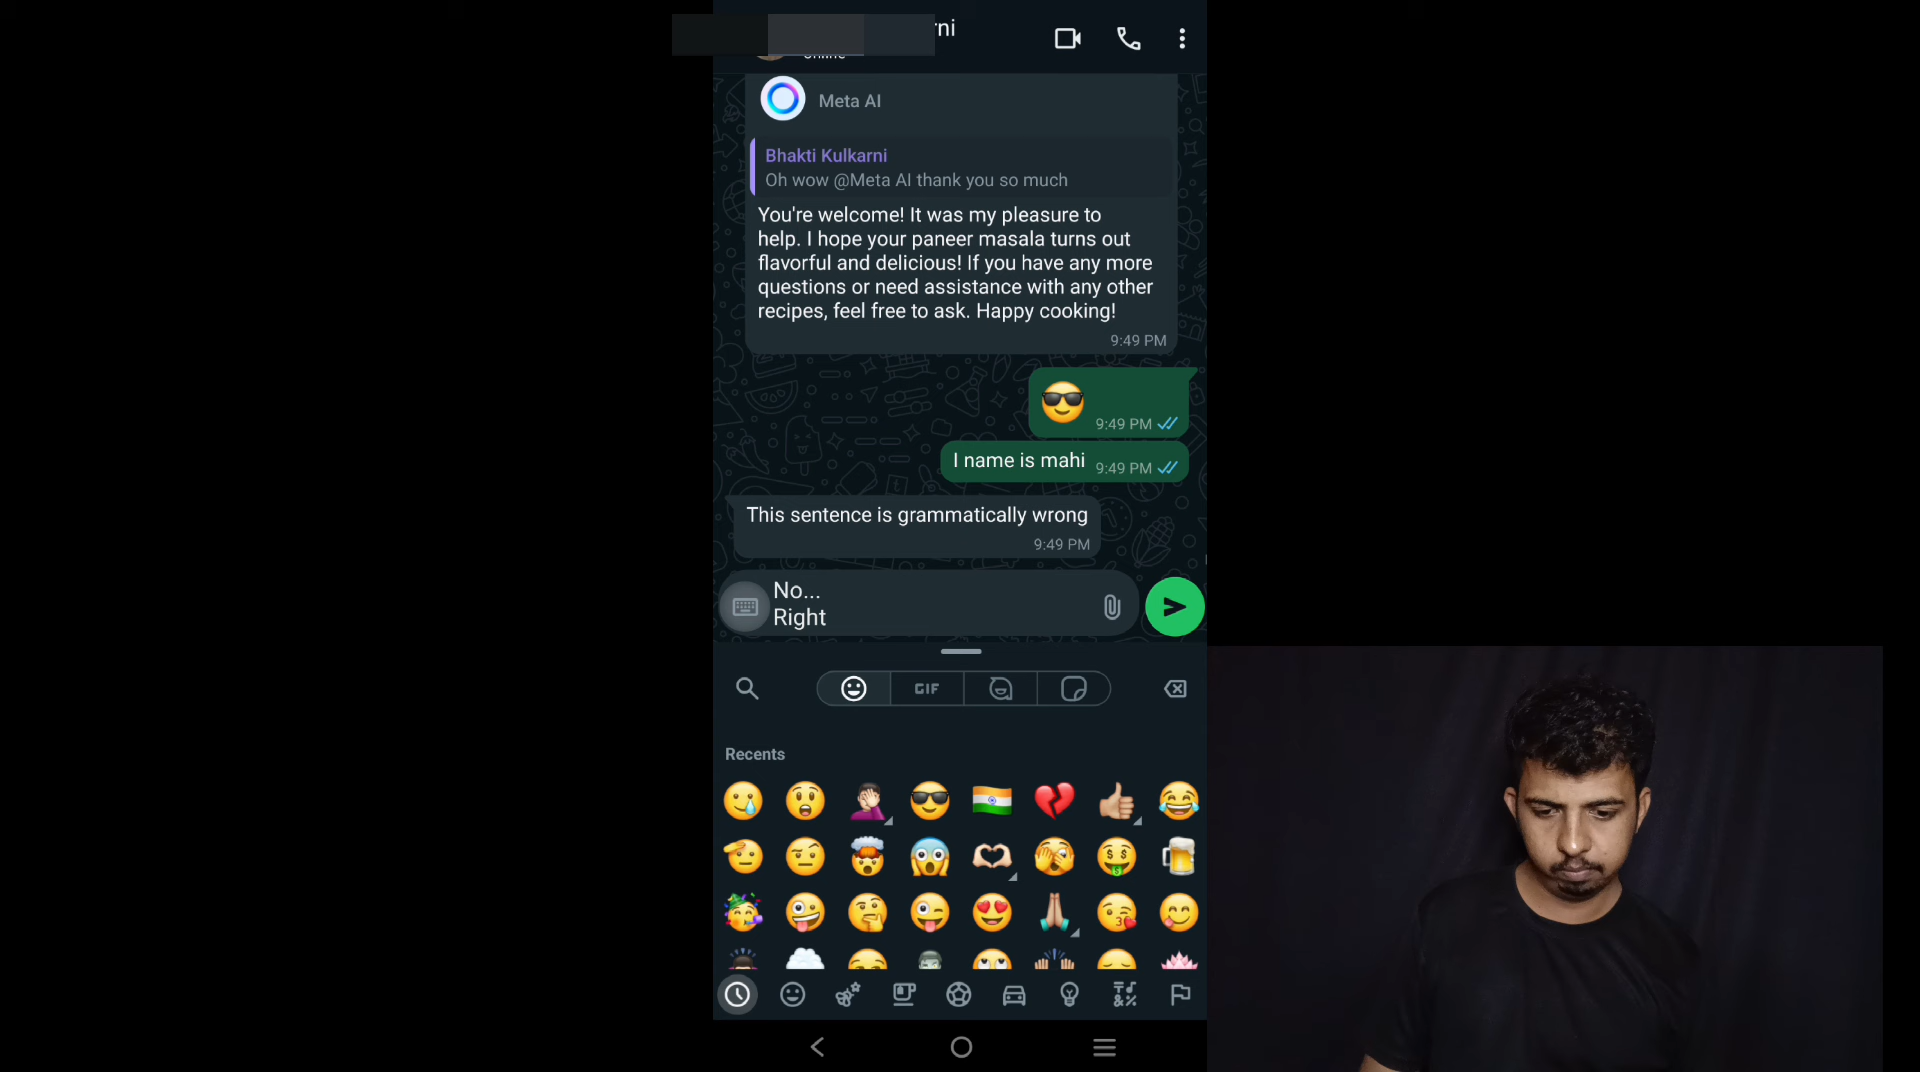 Meta AI
Bhakti Kulkarni
Oh wow @Meta AI thank you so much
You're welcome! It was my pleasure to
help. I hope your paneer masala turns out
flavorful and delicious! If you have any more
questions or need assistance with any other
recipes, feel free to ask. Happy cooking!
9:49 PM
9:49 PM
I name is mahi 9:49 PM
This sentence is grammatically wrong
9:49 PM
No...
Right
GIF
Recents